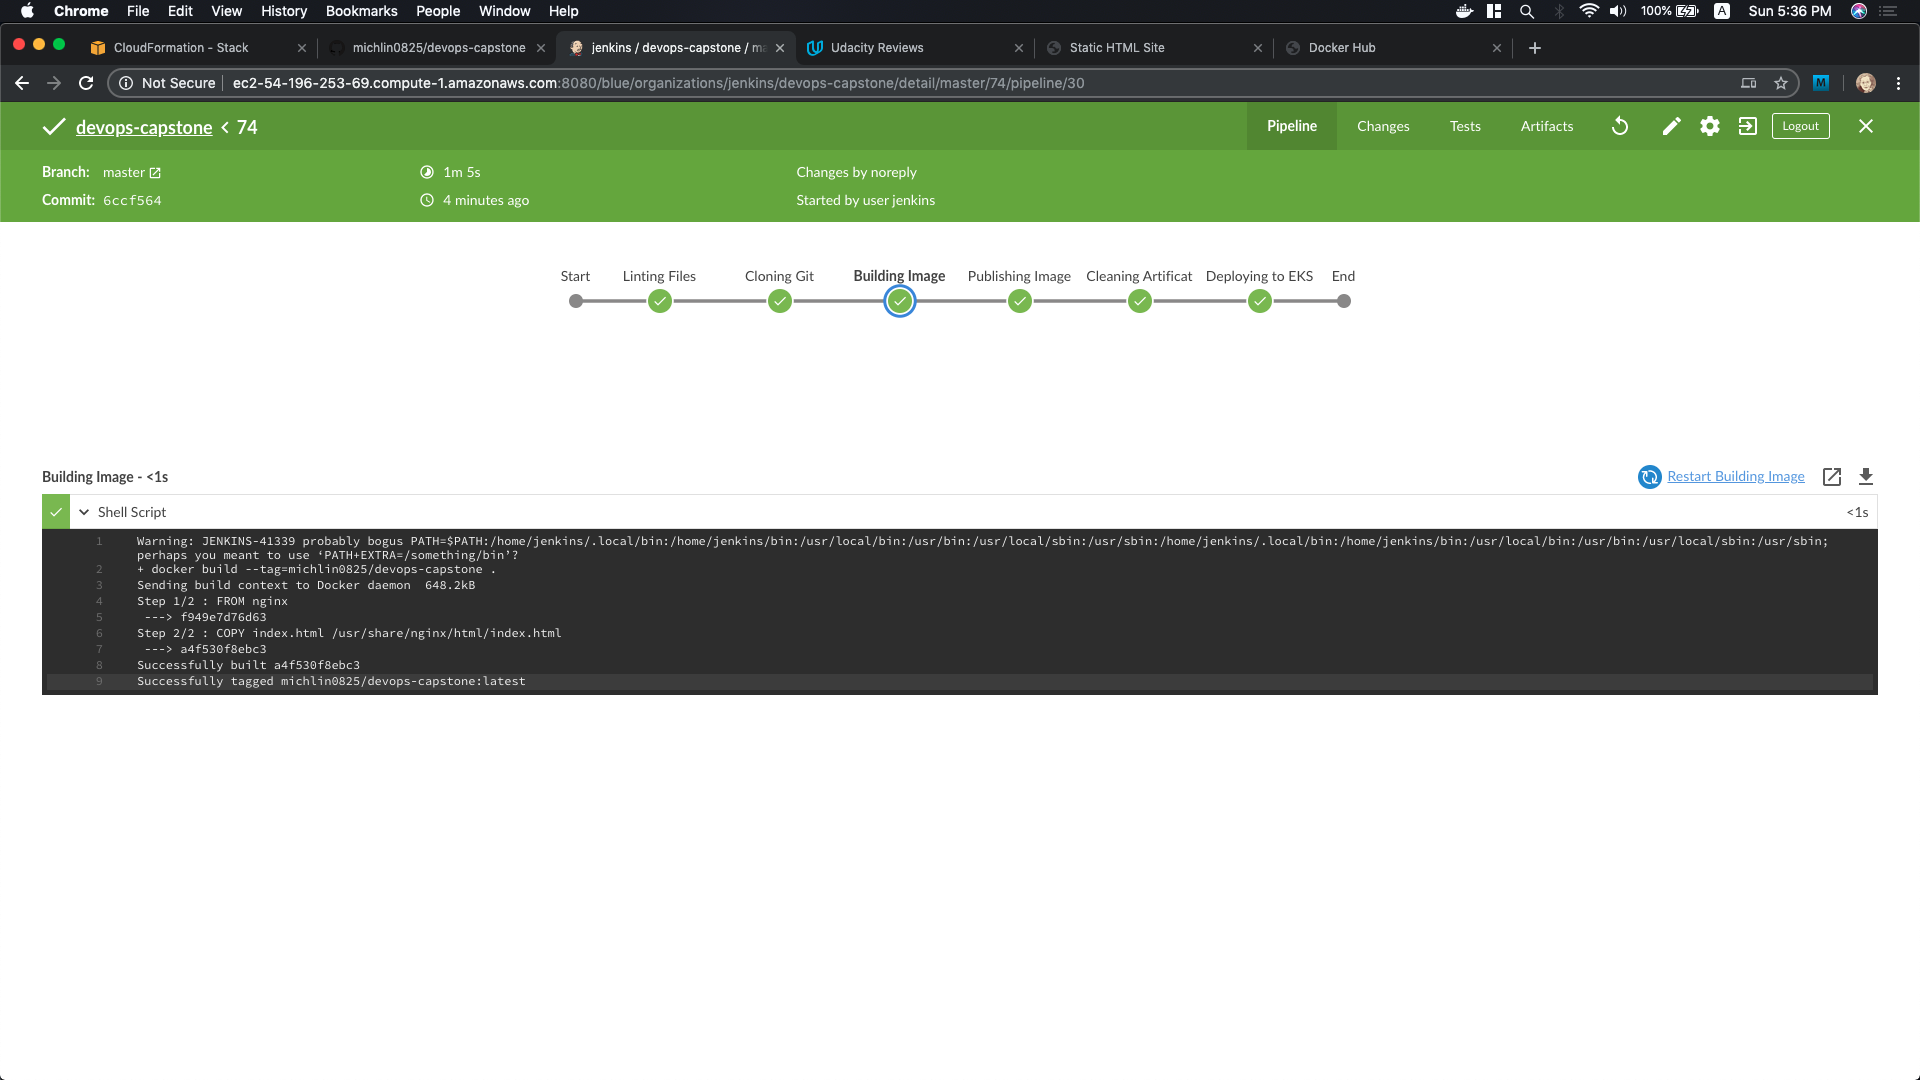 Chrome File Edit View History Bookmarks People Window Help 100% A Sun 5:36 PM
CloudFormation - Stack michlin0825/devops-capstone jenkins / devops-capstone / ma Udacity Reviews Static HTML Site Docker Hub
Not Secure ec2-54-196-253-69.compute-1.amazonaws.com:8080/blue/organizations/jenkins/devops-capstone/detail/master/74/pipeline/30 M
devops-capstone < 74 Pipeline Changes Tests Artifacts Logout
Branch: master 1m 5s Changes by noreply
Commit: 6ccf564 4 minutes ago Started by user jenkins
Start Linting Files Cloning Git Building Image Publishing Image Cleaning Artificat Deploying to EKS End
Building Image - <1s Restart Building Image
Shell Script <1s
1 Warning: JENKINS-41339 probably bogus PATH=$PATH:/home/jenkins/.local/bin:/home/jenkins/bin:/usr/local/bin:/usr/bin:/usr/local/sbin:/usr/sbin:/home/jenkins/.local/bin:/home/jenkins/bin:/usr/local/bin:/usr/bin:/usr/local/sbin:/usr/sbin;
perhaps you meant to use ‘PATH+EXTRA=/something/bin’?
2 + docker build --tag=michlin0825/devops-capstone .
3 Sending build context to Docker daemon 648.2kB
4 Step 1/2 : FROM nginx
5 ---> f949e7d76d63
6 Step 2/2 : COPY index.html /usr/share/nginx/html/index.html
7 ---> a4f530f8ebc3
8 Successfully built a4f530f8ebc3
9 Successfully tagged michlin0825/devops-capstone:latest